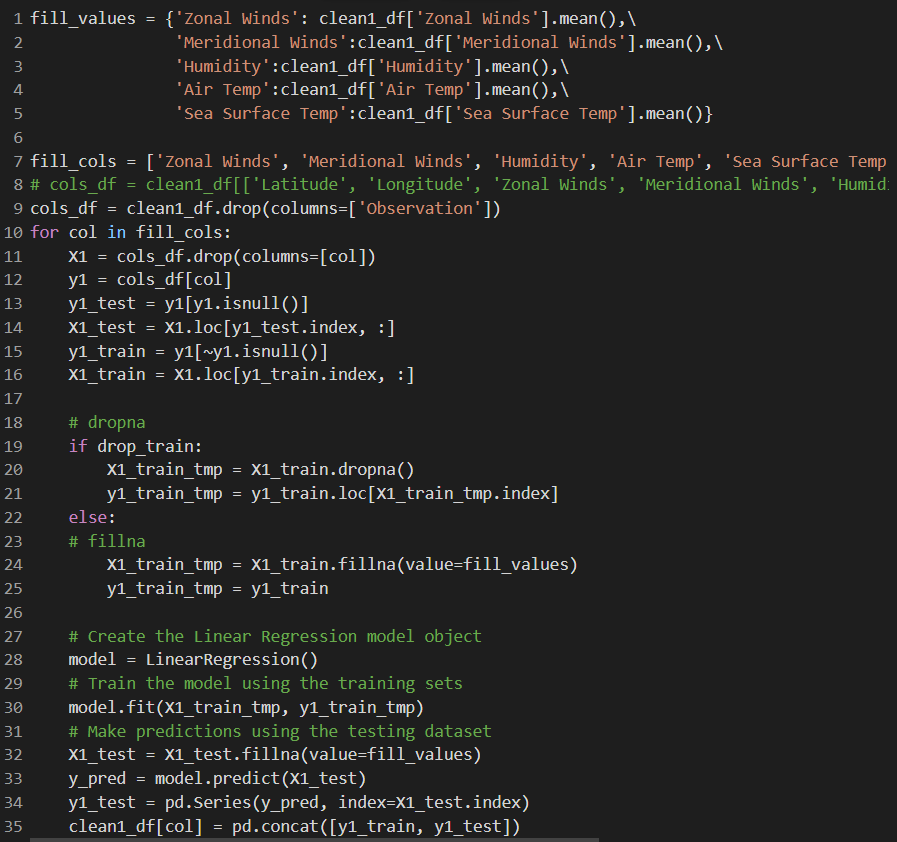 1 fill_values = {'Zonal Winds': clean1_df['Zonal Winds'].mean(),\
2                'Meridional Winds':clean1_df['Meridional Winds'].mean(),\
3                'Humidity':clean1_df['Humidity'].mean(),\
4                'Air Temp':clean1_df['Air Temp'].mean(),\
5                'Sea Surface Temp':clean1_df['Sea Surface Temp'].mean()}
6
7 fill_cols = ['Zonal Winds', 'Meridional Winds', 'Humidity', 'Air Temp', 'Sea Surface Temp
8 # cols_df = clean1_df[['Latitude', 'Longitude', 'Zonal Winds', 'Meridional Winds', 'Humid
9 cols_df = clean1_df.drop(columns=['Observation'])
10 for col in fill_cols:
11     X1 = cols_df.drop(columns=[col])
12     y1 = cols_df[col]
13     y1_test = y1[y1.isnull()]
14     X1_test = X1.loc[y1_test.index, :]
15     y1_train = y1[~y1.isnull()]
16     X1_train = X1.loc[y1_train.index, :]
17
18     # dropna
19     if drop_train:
20         X1_train_tmp = X1_train.dropna()
21         y1_train_tmp = y1_train.loc[X1_train_tmp.index]
22     else:
23     # fillna
24         X1_train_tmp = X1_train.fillna(value=fill_values)
25         y1_train_tmp = y1_train
26
27     # Create the Linear Regression model object
28     model = LinearRegression()
29     # Train the model using the training sets
30     model.fit(X1_train_tmp, y1_train_tmp)
31     # Make predictions using the testing dataset
32     X1_test = X1_test.fillna(value=fill_values)
33     y_pred = model.predict(X1_test)
34     y1_test = pd.Series(y_pred, index=X1_test.index)
35     clean1_df[col] = pd.concat([y1_train, y1_test])